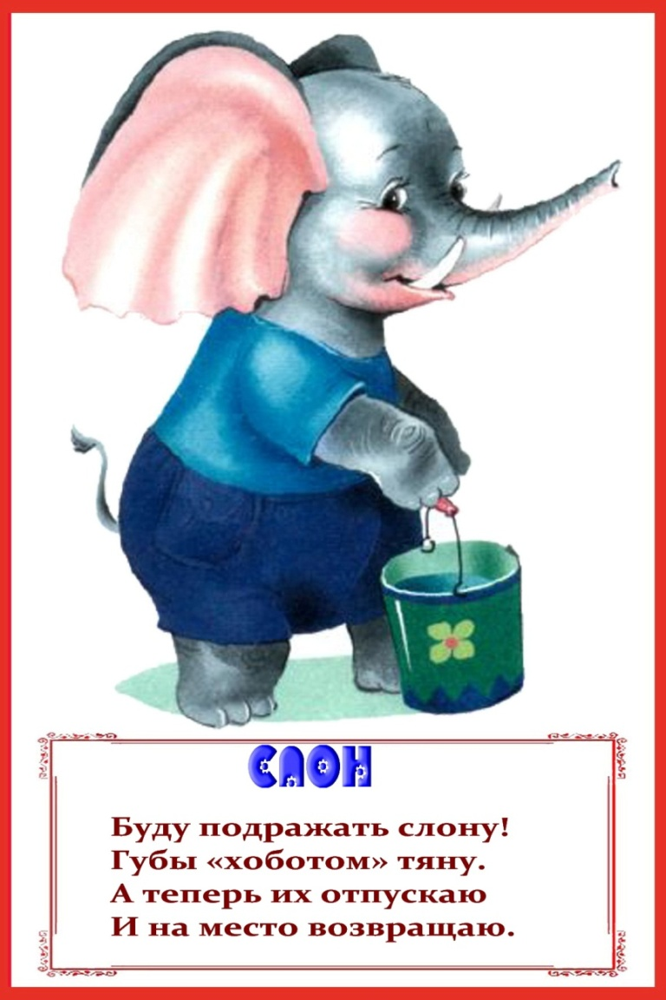 СЛОН
Буду подражать слону!
Губы «хоботом» тяну.
А теперь их отпускаю
И на место возвращаю.